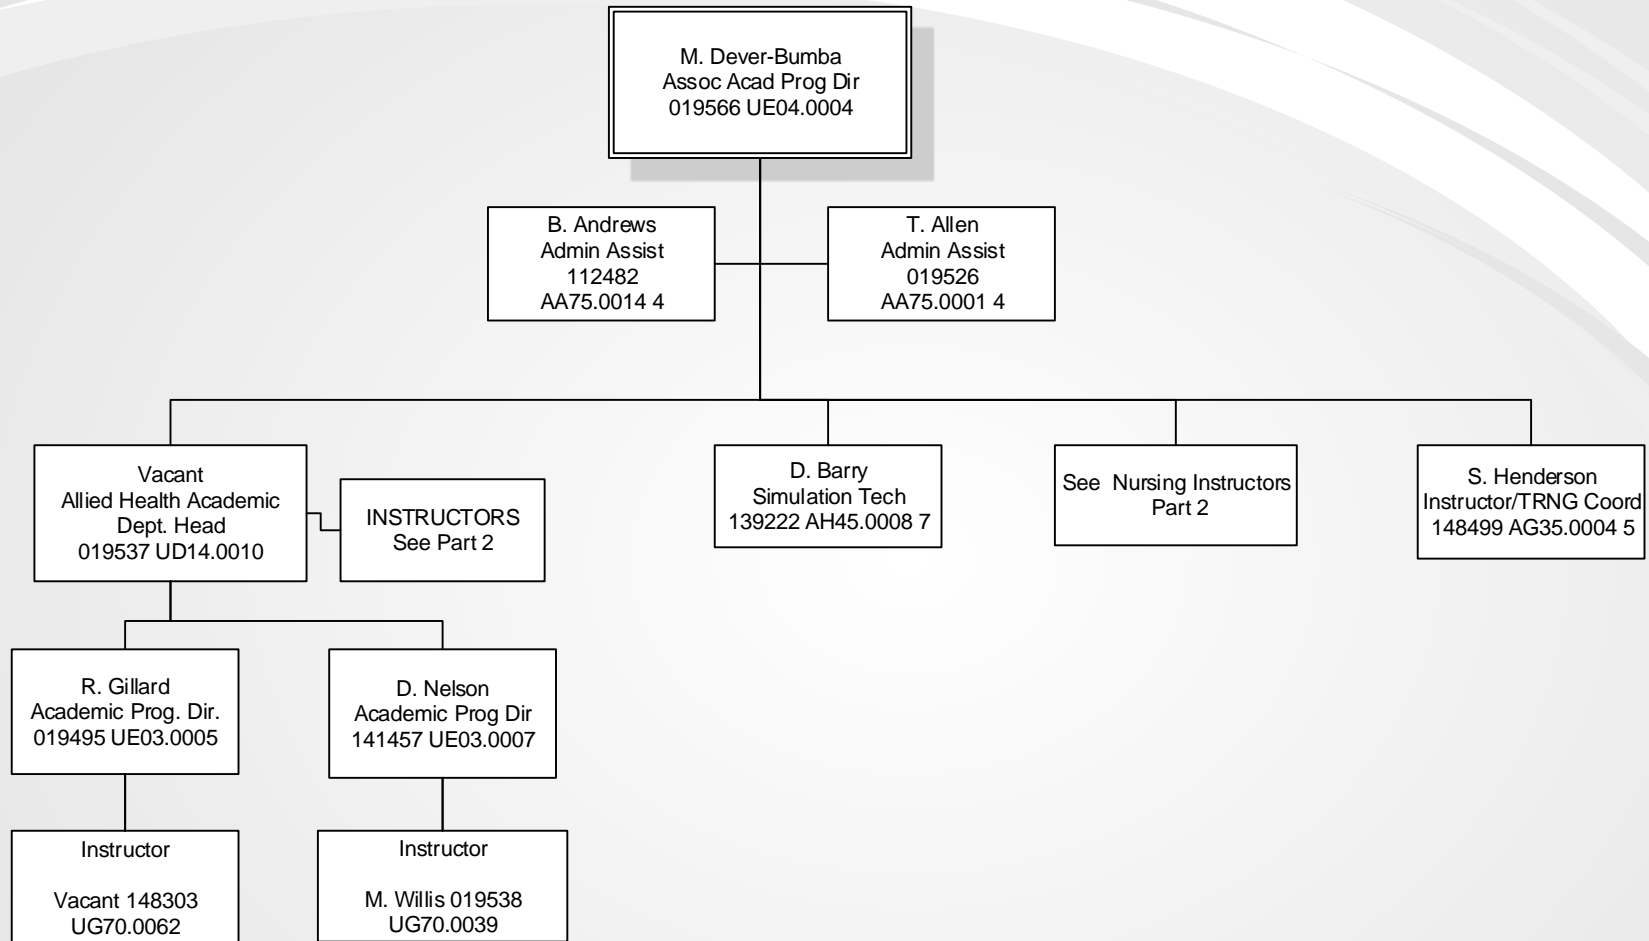 M. Dever-Bumba
Assoc Acad Prog Dir
019566 UE04.0004
B. Andrews
Admin Assist
112482
AA75.0014 4
T. Allen
Admin Assist
019526
AA75.0001 4
Vacant
Allied Health Academic
Dept. Head
019537 UD14.0010
INSTRUCTORS
See Part 2
D. Barry
Simulation Tech
139222 AH45.0008 7
See Nursing Instructors
Part 2
S. Henderson
Instructor/TRNG Coord
148499 AG35.0004 5
R. Gillard
Academic Prog. Dir.
019495 UE03.0005
D. Nelson
Academic Prog Dir
141457 UE03.0007
Instructor
Vacant 148303
UG70.0062
Instructor
M. Willis 019538
UG70.0039